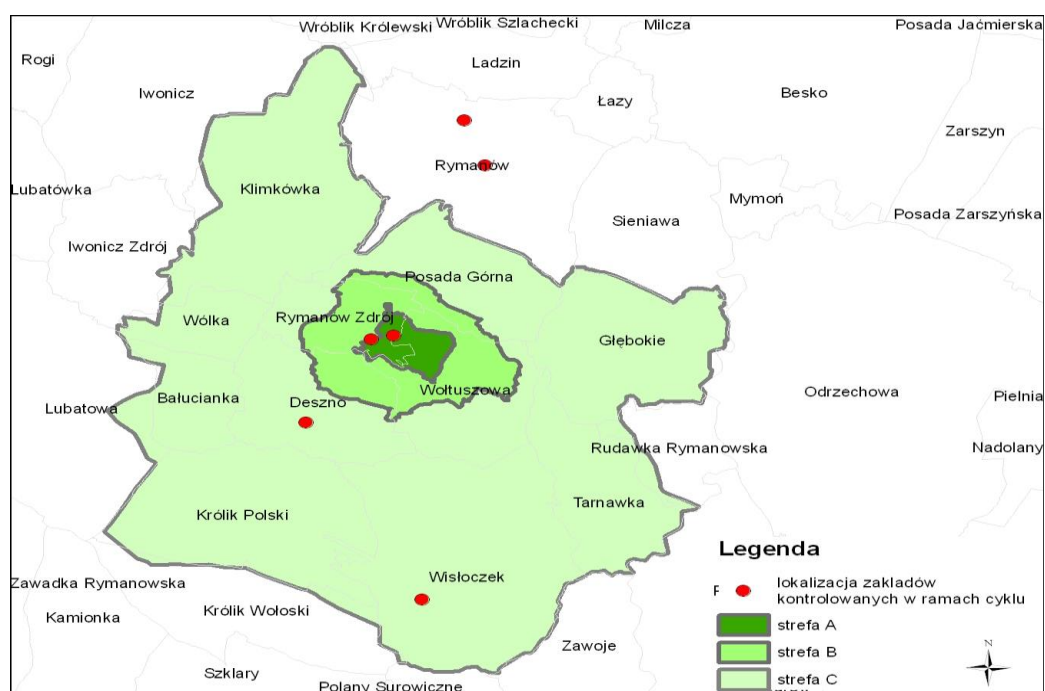 Wróblik Królewski
Wróblik Szlachecki
Milcza
Posada Jaćmierska
Rogi
Ladzin
Iwonicz
Łazy
Besko
Zarszyn
Rymanów
Lubatówka
Klimkówka
Mymoń
Sieniawa
Posada Zarszyńska
Iwonicz Zdrój
Posada Górna
Wólka
Rymanów Zdrój
Głębokie
Wołtuszowa
Odrzechowa
Bałucianka
Deszno
Lubatowa
Pielnia
Rudawka Rymanowska
Nadolany
Tarnawka
Królik Polski
Legenda
Wisłoczek
Zawadka Rymanowska
P
lokalizacja zakladów
kontrolowanych w ramach cyklu
Kamionka
Królik Wołoski
strefa A
Zawoje
strefa B
N
Szklary
strefa C
Polany Surowiczne